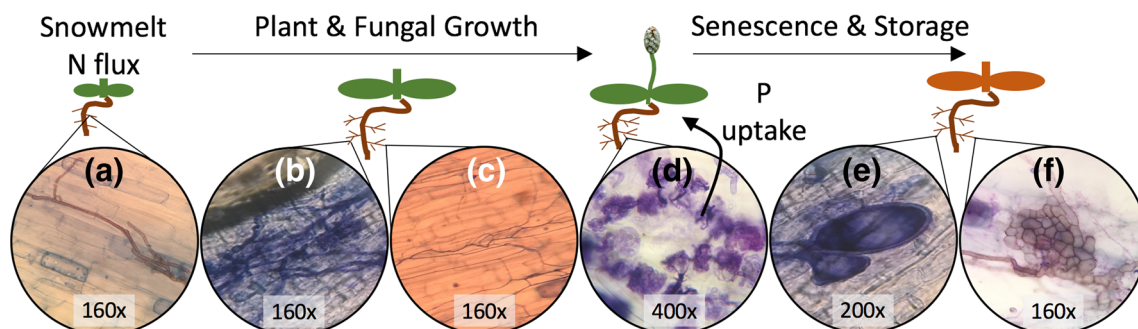 Snowmelt
N flux
Plant & Fungal Growth
Senescence & Storage
P
uptake
(a)
(b)
(c)
(d)
(e)
(f)
160x
160x
160x
400x
200x
160x